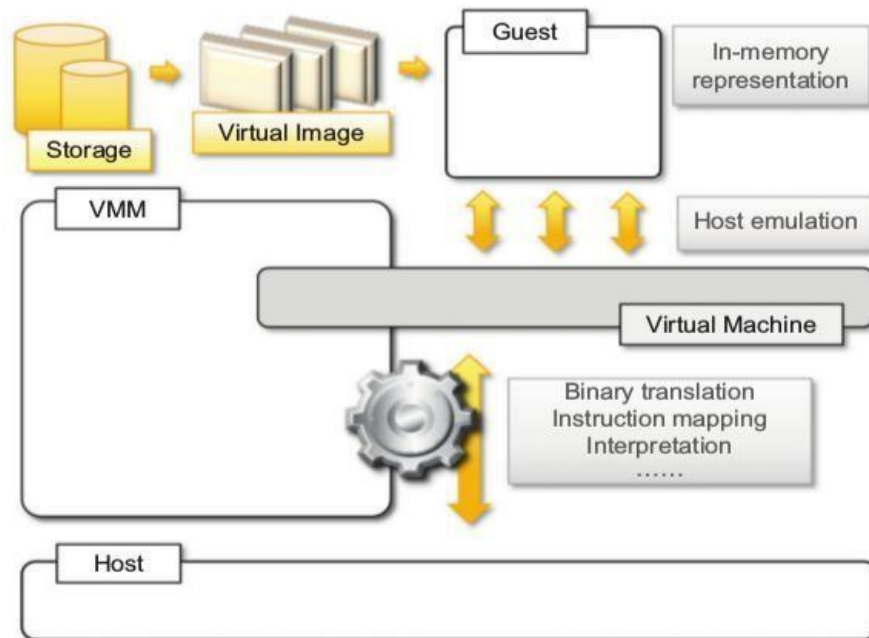 Guest
In-memory
representation
Storage
Virtual Image
VMM
Host emulation
Virtual Machine
Binary translation
Instruction mapping
Interpretation
......
Host